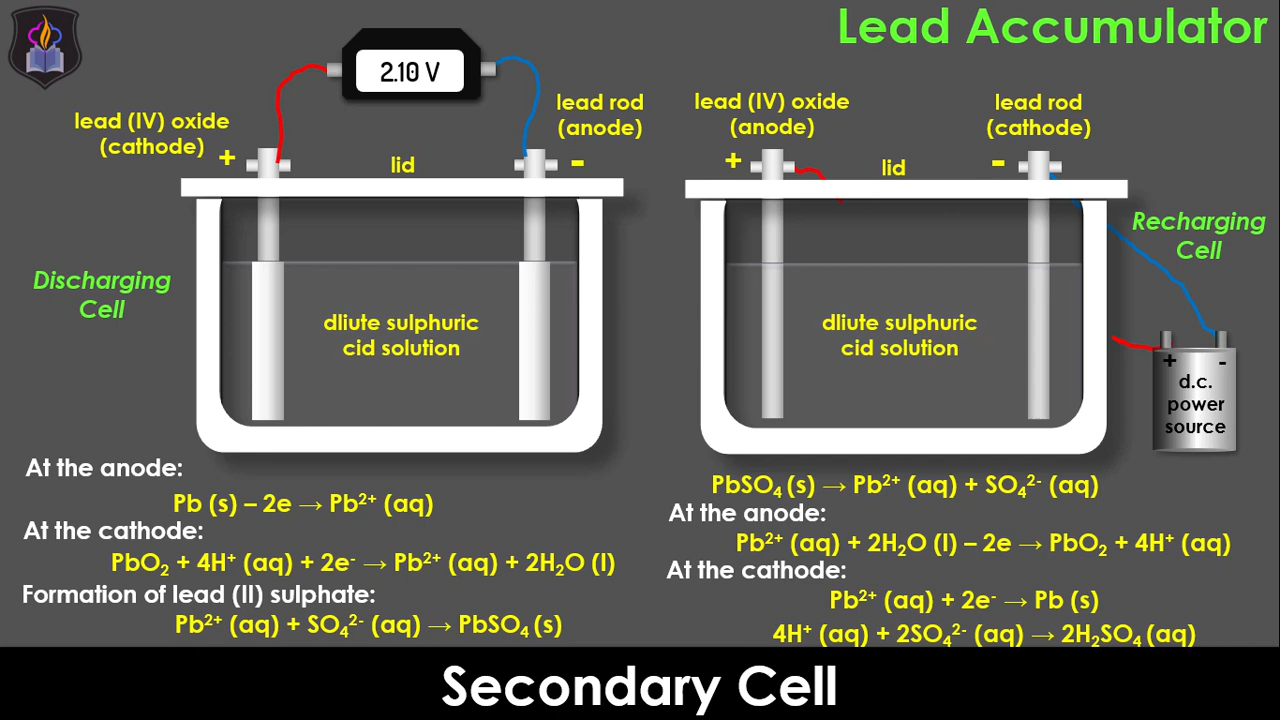 Lead Accumulator
2.10 V
lead (IV) oxide
(cathode)
+
lid
lead rod
(anode)
-
Discharging
Cell
dliute sulphuric
cid solution
At the anode:
Pb (s) – 2e → Pb²⁺ (aq)
At the cathode:
PbO₂ + 4H⁺ (aq) + 2e⁻ → Pb²⁺ (aq) + 2H₂O (l)
Formation of lead (II) sulphate:
Pb²⁺ (aq) + SO₄²⁻ (aq) → PbSO₄ (s)
lead (IV) oxide
(anode)
+
lid
lead rod
(cathode)
-
Recharging
Cell
dliute sulphuric
cid solution
+ -
d.c.
power
source
PbSO₄ (s) → Pb²⁺ (aq) + SO₄²⁻ (aq)
At the anode:
Pb²⁺ (aq) + 2H₂O (l) – 2e → PbO₂ + 4H⁺ (aq)
At the cathode:
Pb²⁺ (aq) + 2e⁻ → Pb (s)
4H⁺ (aq) + 2SO₄²⁻ (aq) → 2H₂SO₄ (aq)
Secondary Cell